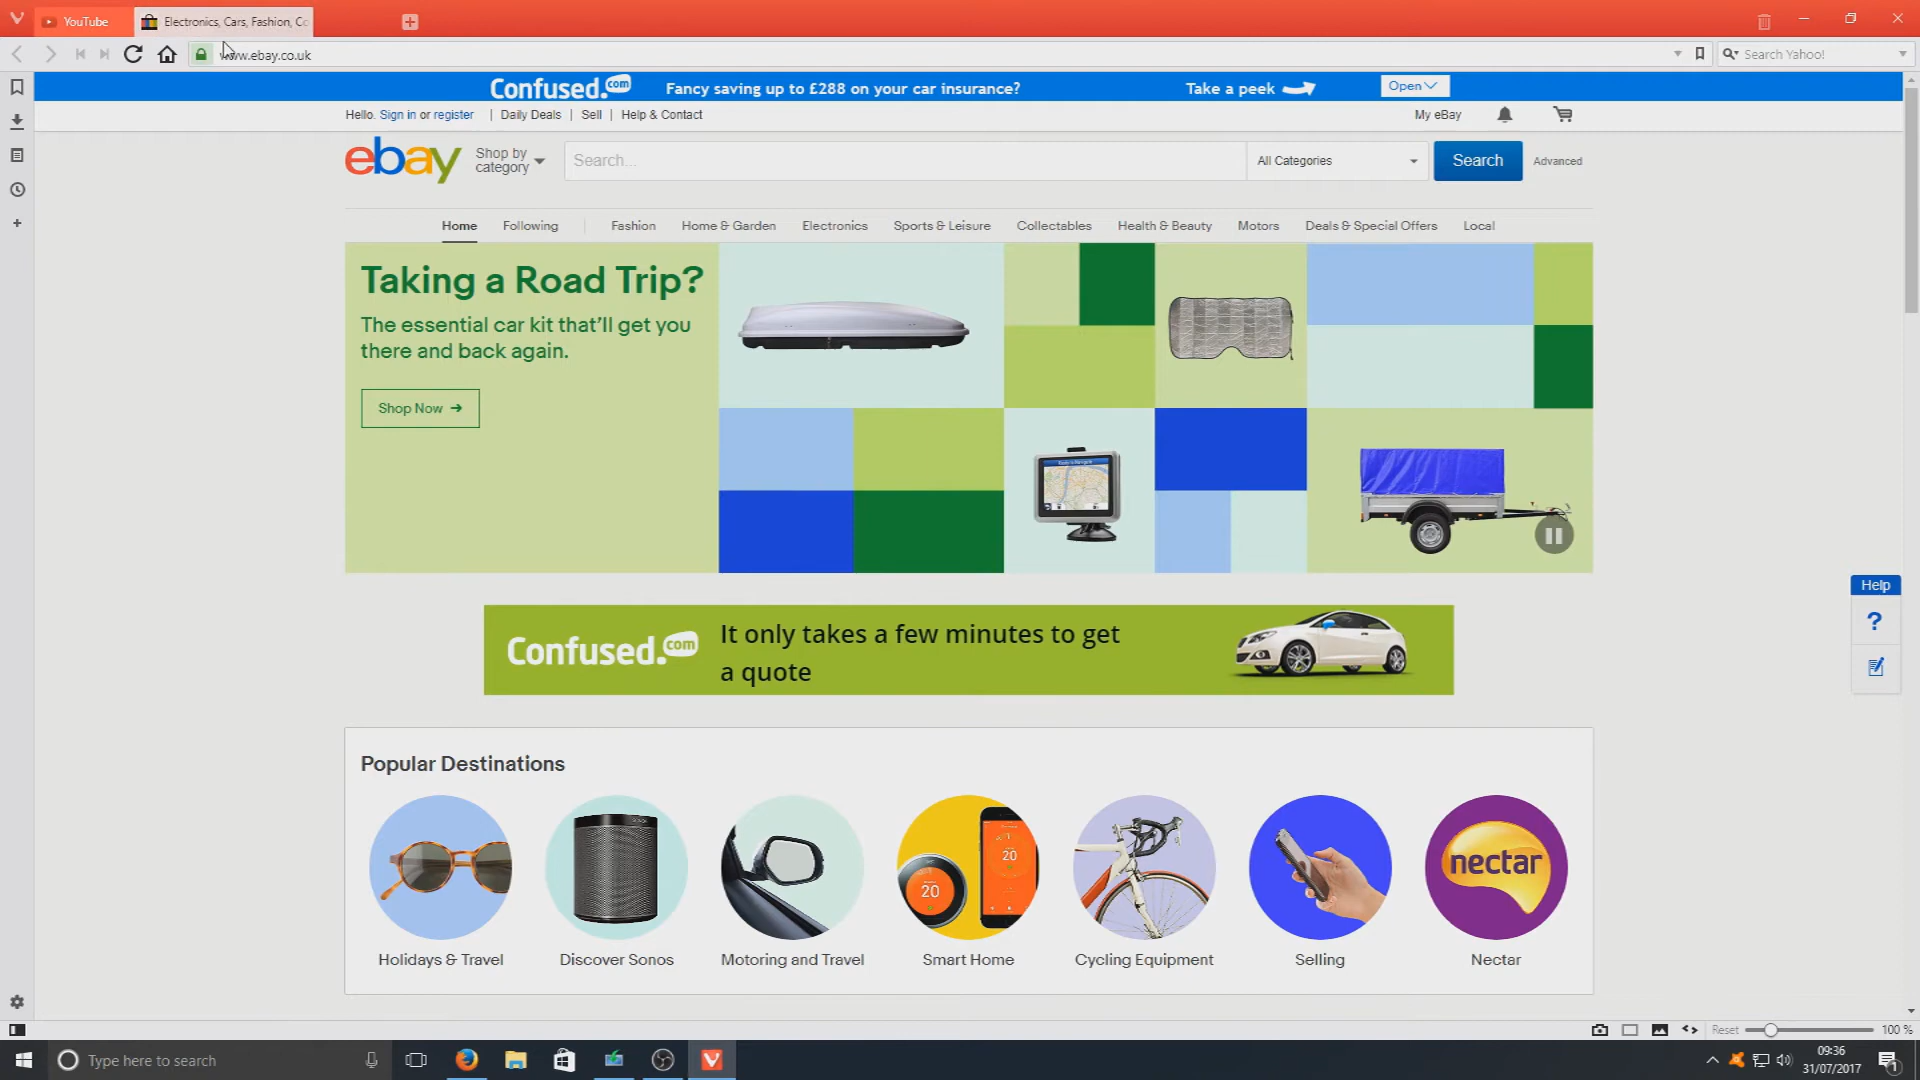 YouTube
Electronics, Cars, Fashion, Co
www.ebay.co.uk
Search Yahoo!
Confused.com
Fancy saving up to £288 on your car insurance?
Take a peek
Open
Hello. Sign in or register | Daily Deals | Sell | Help & Contact
My eBay
ebay
Shop by
category
Search...
All Categories
Search
Advanced
Home
Following
Fashion
Home & Garden
Electronics
Sports & Leisure
Collectables
Health & Beauty
Motors
Deals & Special Offers
Local
Taking a Road Trip?
The essential car kit that'll get you
there and back again.
Shop Now →
Help
?
Confused.com
It only takes a few minutes to get
a quote
Popular Destinations
20
20
nectar
Holidays & Travel
Discover Sonos
Motoring and Travel
Smart Home
Cycling Equipment
Selling
Nectar
Reset
100 %
Type here to search
09:36
31/07/2017
1